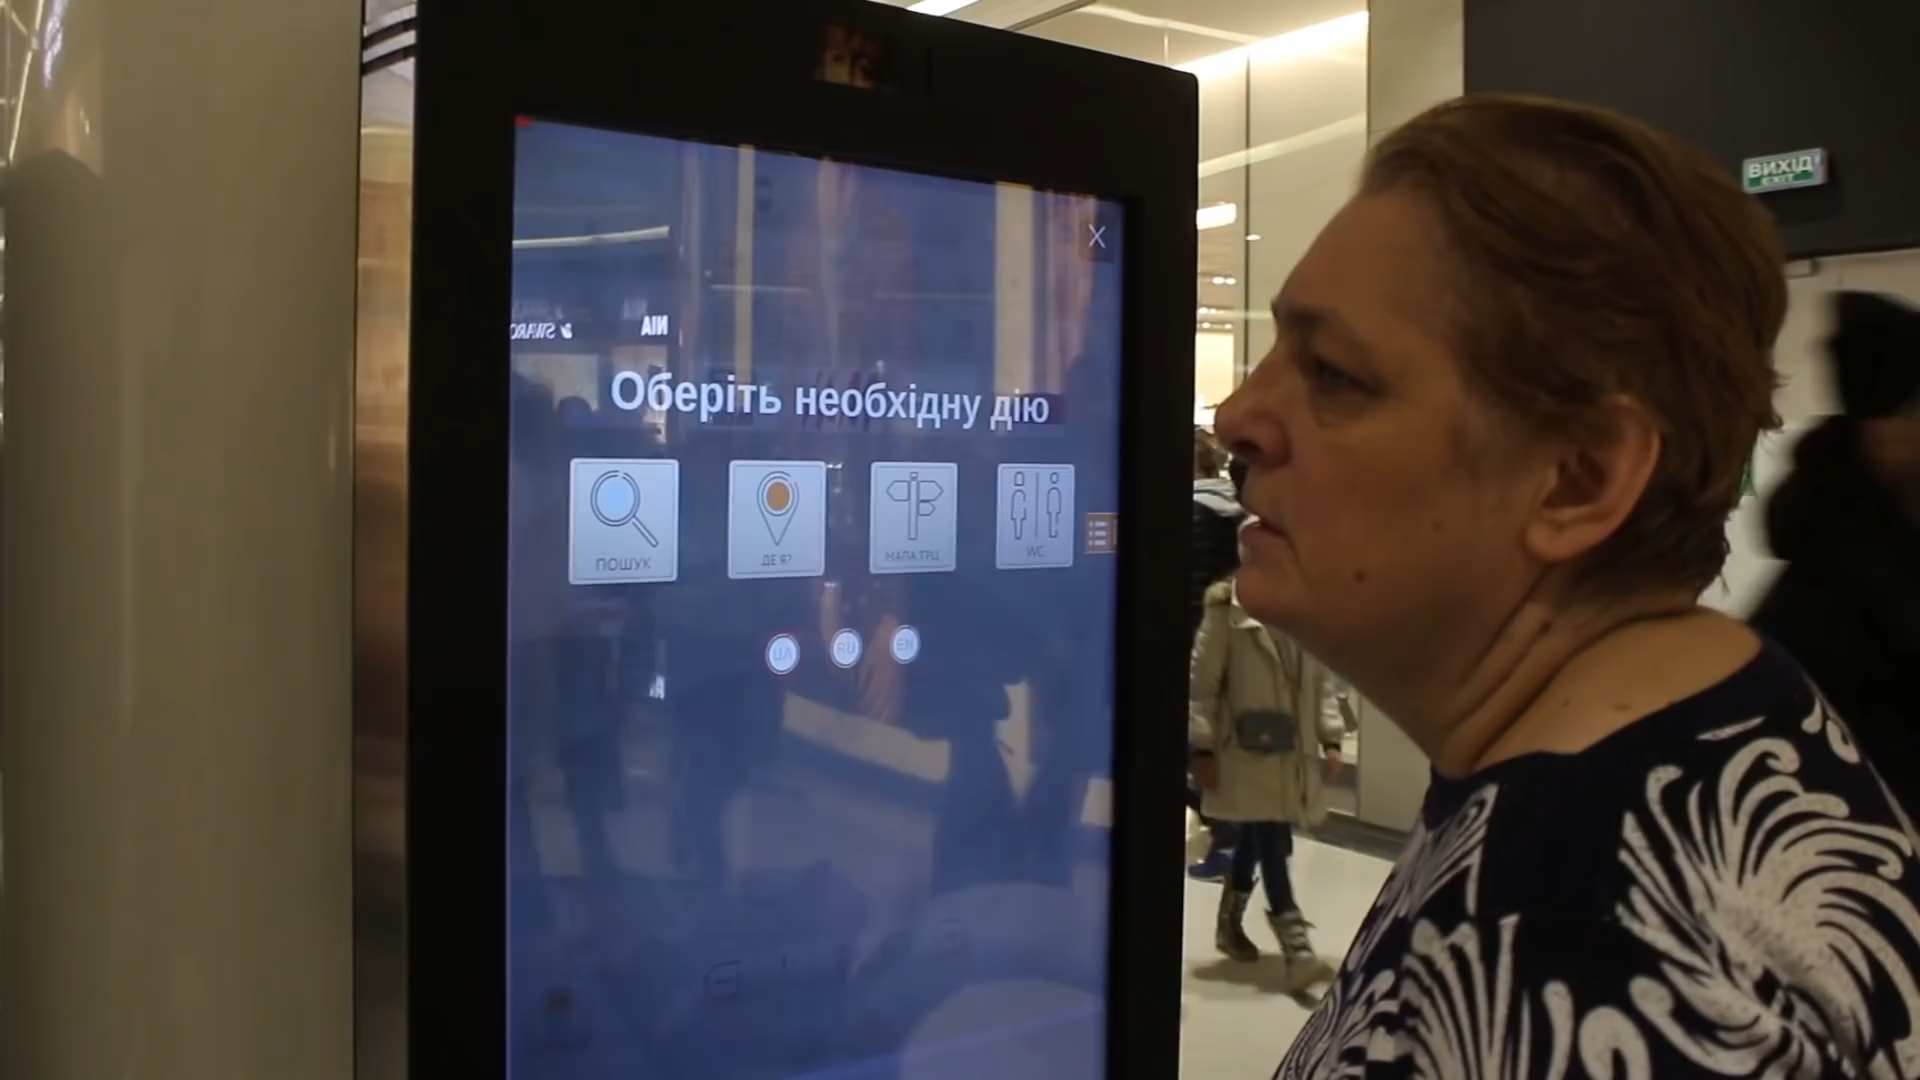 ВИХІД
EXIT
X
Оберіть необхідну дію
ПОШУК
ДЕ Я?
МАПА ТРЦ
WC
UA
RU
EN